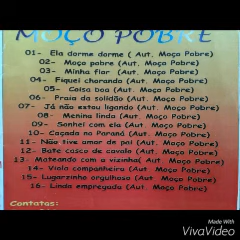 MOÇO POBRE
01- Ela dorme dorme ( Aut. Moço Pobre)
02- Moço pobre ( Aut. Moço Pobre)
03- Minha flor ( Aut. Moço Pobre)
04- Fiquei chorando ( Aut. Moço Pobre)
05- Coisa boa ( Aut. Moço Pobre)
06- Praia da solidão ( Aut. Moço Pobre)
07- Já não estou ligando ( Aut. Moço Pobre)
08- Menina linda ( Aut. Moço Pobre)
09- Sonhei com ela (Aut. Moço Pobre)
10- Caçada no Paraná ( Aut. Moço Pobre)
11- Não tive amor de pai ( Aut. Moço Pobre)
12- Bate casco de cavalo ( Aut. Moço Pobre)
13- Mateando com a vizinha( Aut. Moço Pobre)
14- Viola companheira ( Aut. Moço Pobre)
15- Lugarzinho orgulhoso ( Aut. Moço Pobre)
16- Linda empregada ( Aut. Moço Pobre)
Contatos:
Made With
VivaVideo